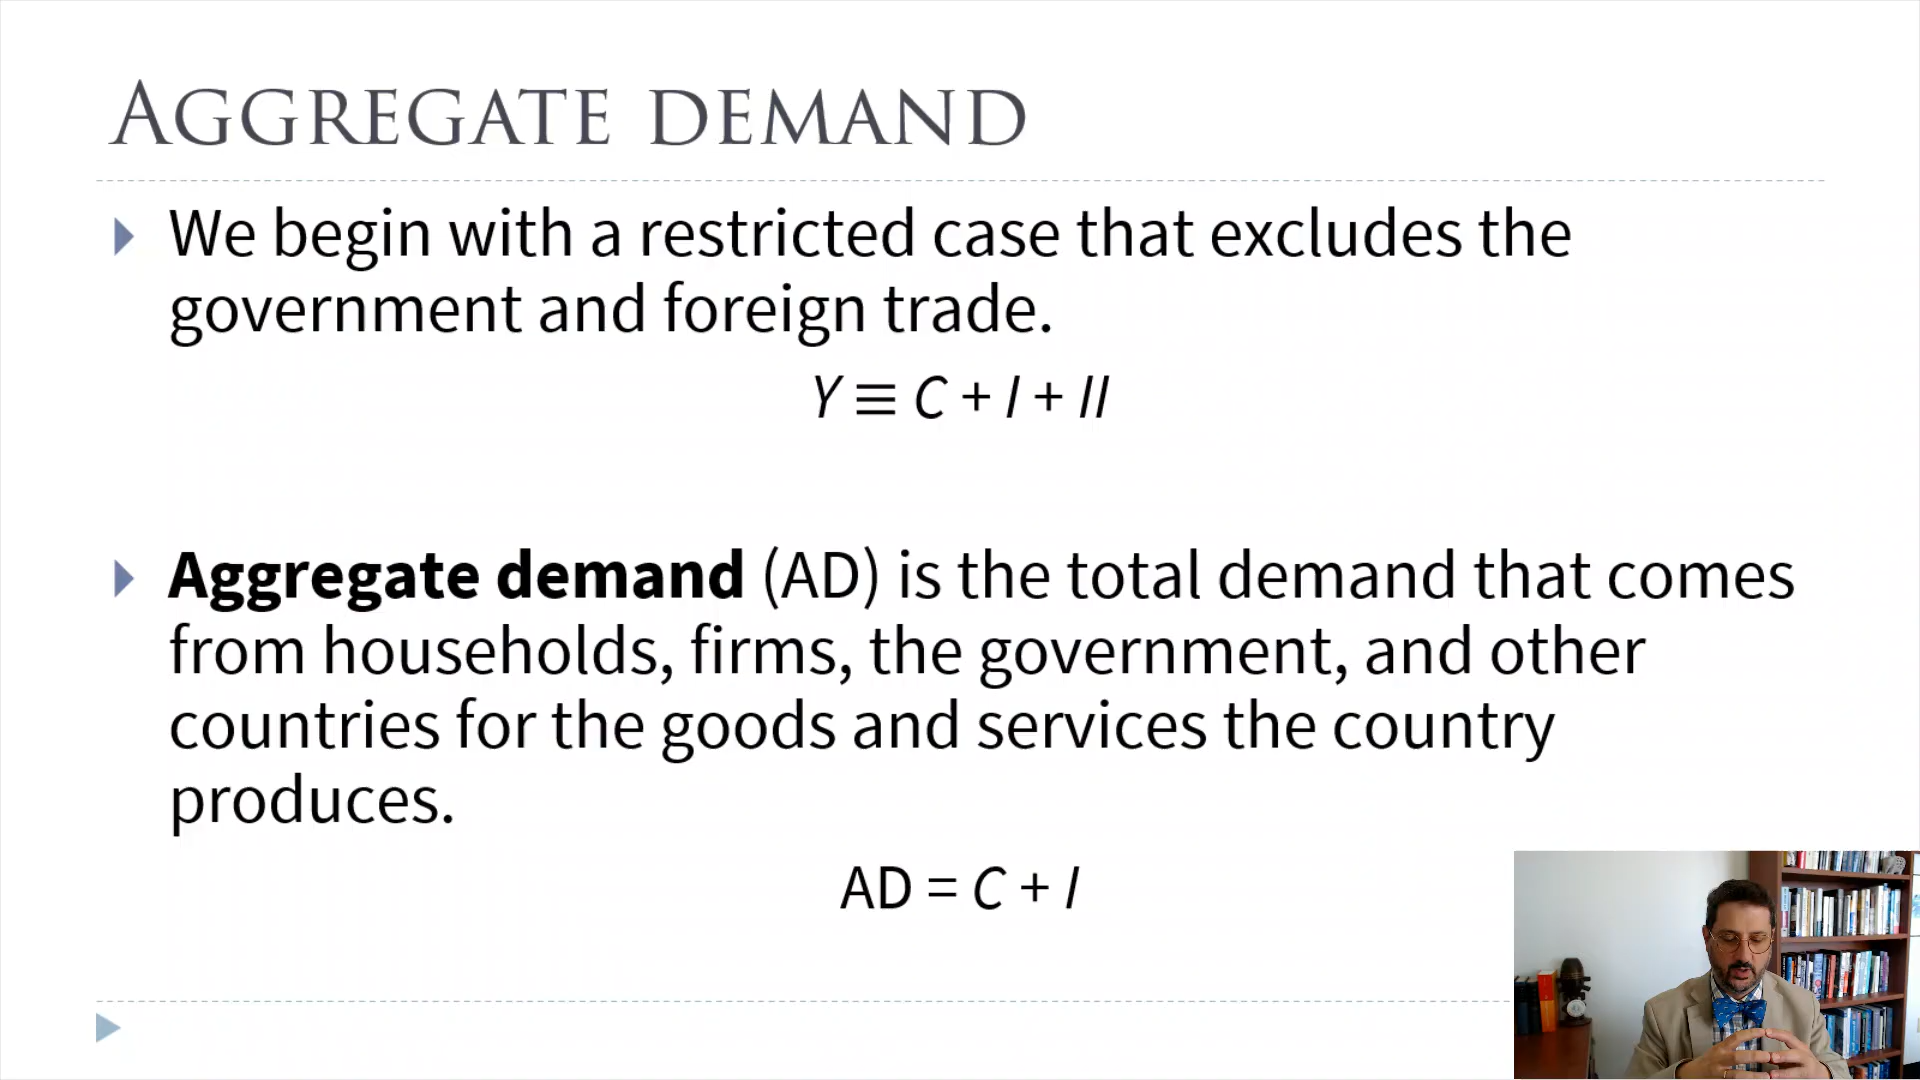 AGGREGATE DEMAND
We begin with a restricted case that excludes the
government and foreign trade.
Y ≡ C + I + II
Aggregate demand (AD) is the total demand that comes
from households, firms, the government, and other
countries for the goods and services the country
produces.
AD = C + I